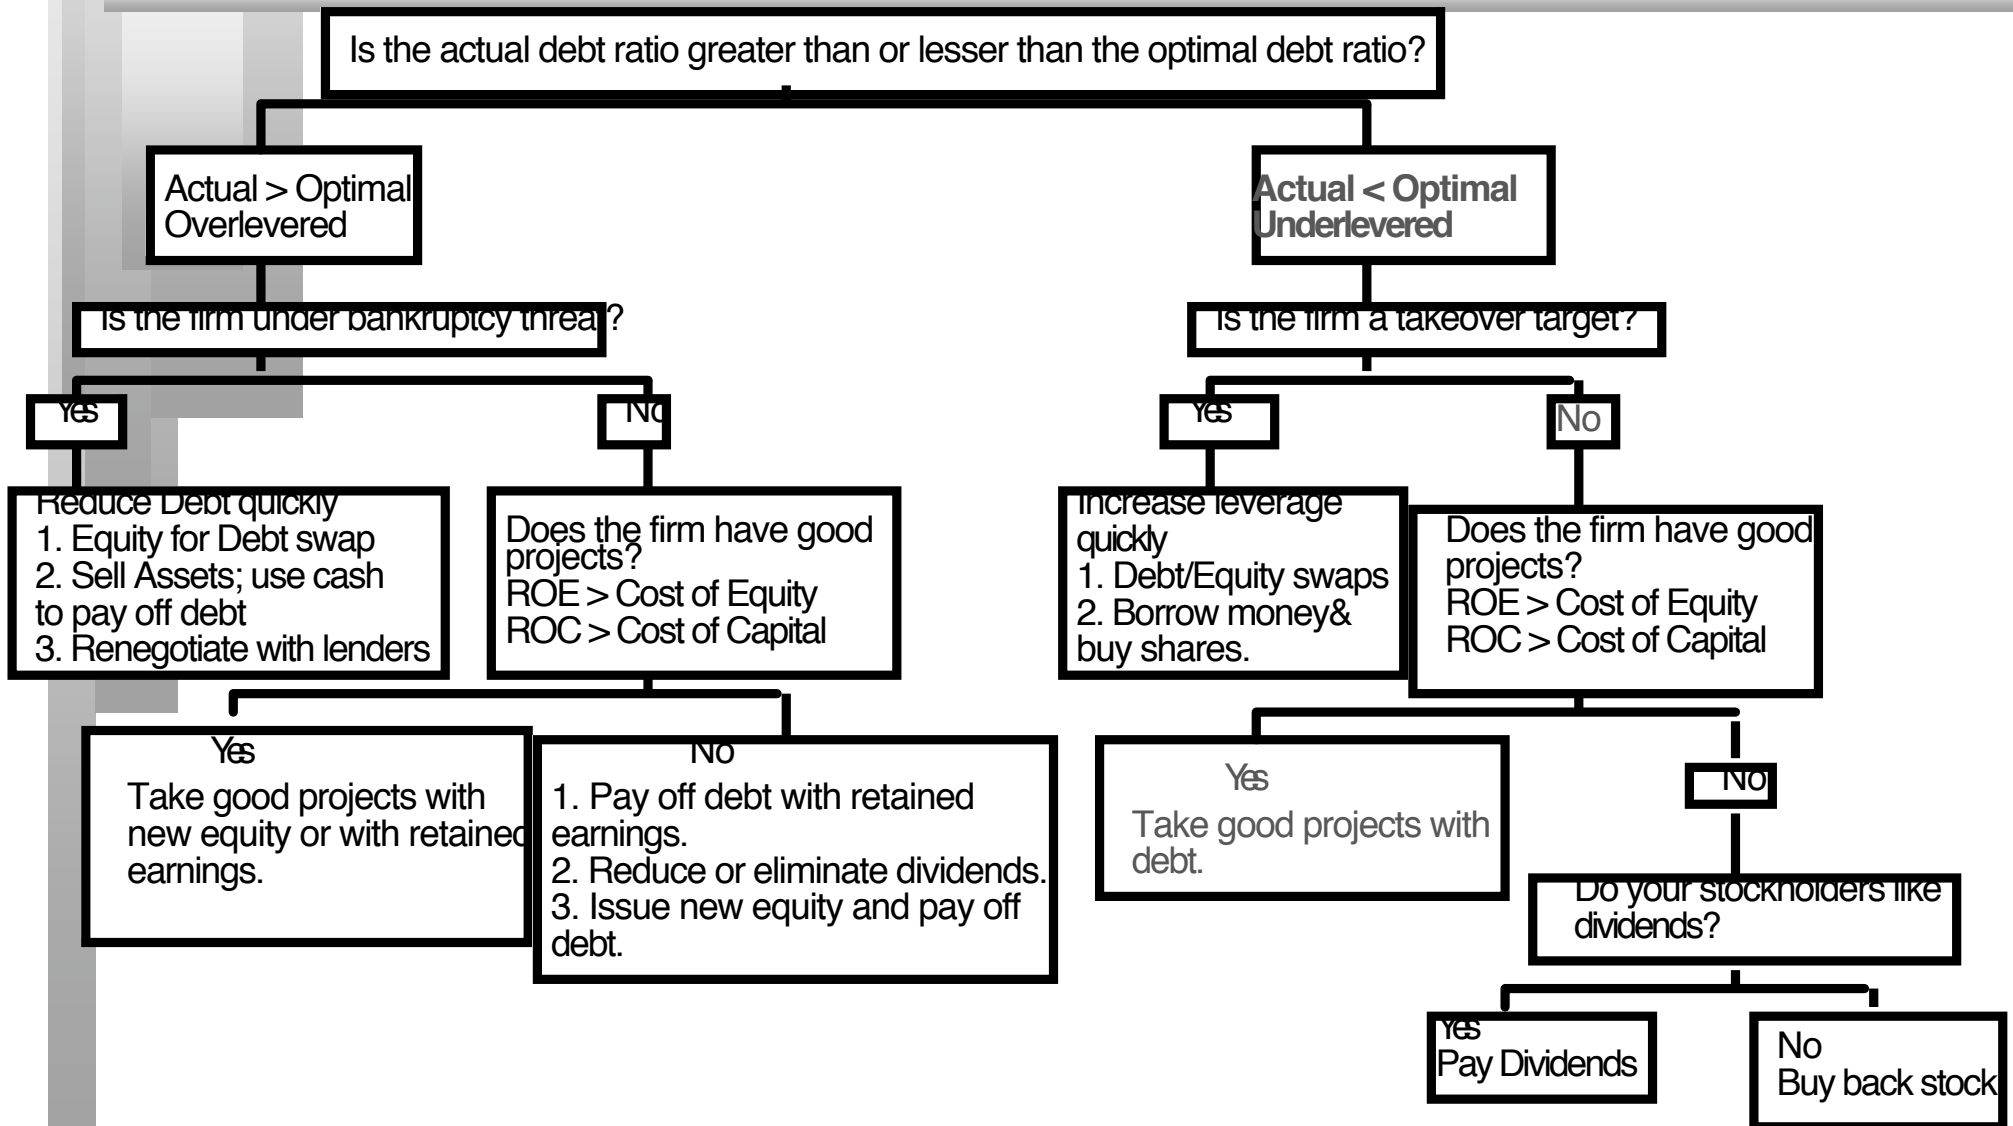 Is the actual debt ratio greater than or lesser than the optimal debt ratio?
Actual > Optimal
Overlevered
Actual < Optimal
Underlevered
Is the firm under bankruptcy threat?
Is the firm a takeover target?
Yes
No
Yes
No
Reduce Debt quickly
1. Equity for Debt swap
2. Sell Assets; use cash
to pay off debt
3. Renegotiate with lenders
Does the firm have good
projects?
ROE > Cost of Equity
ROC > Cost of Capital
Increase leverage
quickly
1. Debt/Equity swaps
2. Borrow money&
buy shares.
Does the firm have good
projects?
ROE > Cost of Equity
ROC > Cost of Capital
Yes
Take good projects with
new equity or with retained
earnings.
No
1. Pay off debt with retained
earnings.
2. Reduce or eliminate dividends.
3. Issue new equity and pay off
debt.
Yes
Take good projects with
debt.
No
Do your stockholders like
dividends?
Yes
Pay Dividends
No
Buy back stock